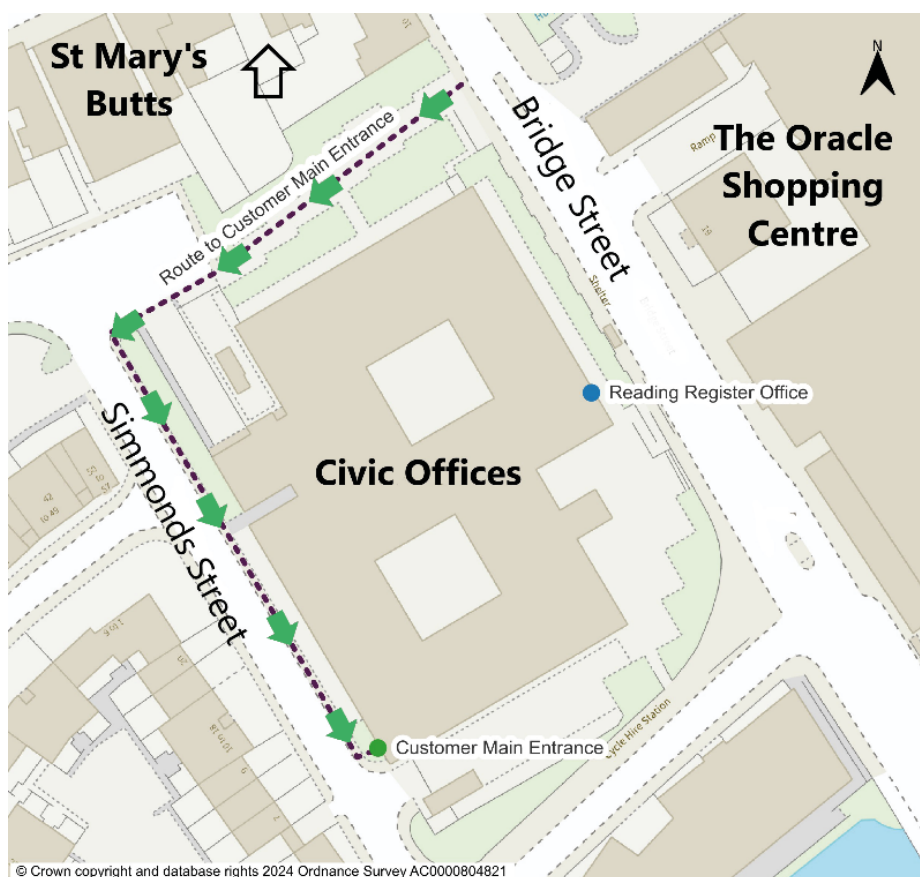 St Mary's
Butts
N
Bridge Street
Ramp
The Oracle
Shopping
Centre
Route to Customer Main Entrance
Shelter
Reading Register Office
Civic Offices
Simmonds Street
Customer Main Entrance
Cycle Hire Station
© Crown copyright and database rights 2024 Ordnance Survey AC0000804821